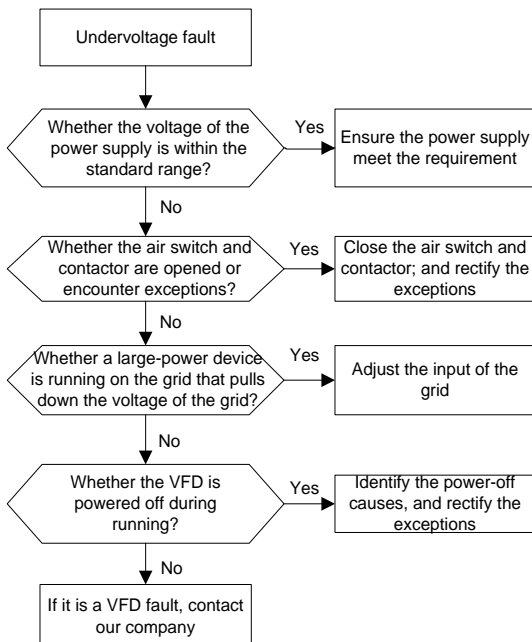 Undervoltage fault
Whether the voltage of the
power supply is within the
standard range?
Yes
Ensure the power supply
meet the requirement
No
Whether the air switch and
contactor are opened or
encounter exceptions?
Yes
Close the air switch and
contactor; and rectify the
exceptions
No
Whether a large-power device
is running on the grid that pulls
down the voltage of the grid?
Yes
Adjust the input of the
grid
No
Whether the VFD is
powered off during
running?
Yes
Identify the power-off
causes, and rectify the
exceptions
No
If it is a VFD fault, contact
our company